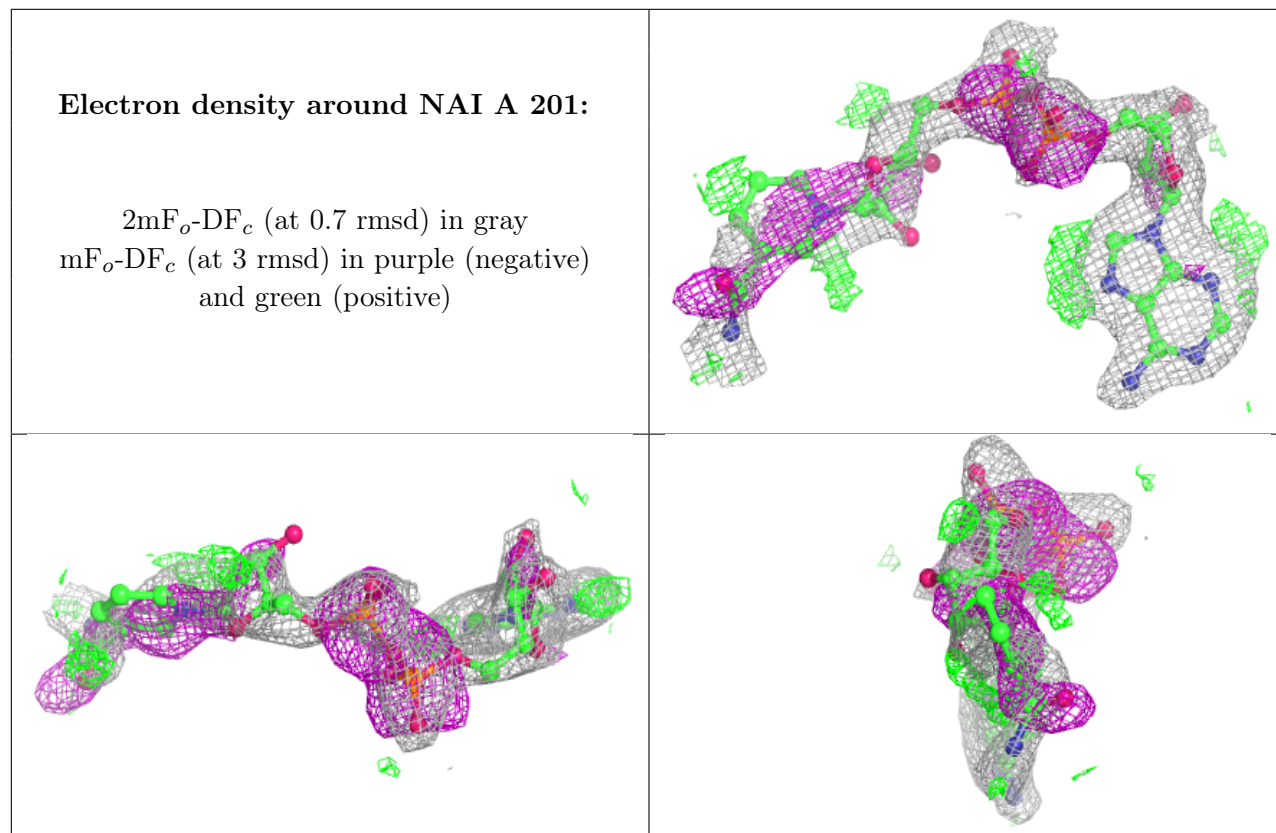 Electron density around NAI A 201:
2mFo-DFc (at 0.7 rmsd) in gray
mFo-DFc (at 3 rmsd) in purple (negative)
and green (positive)